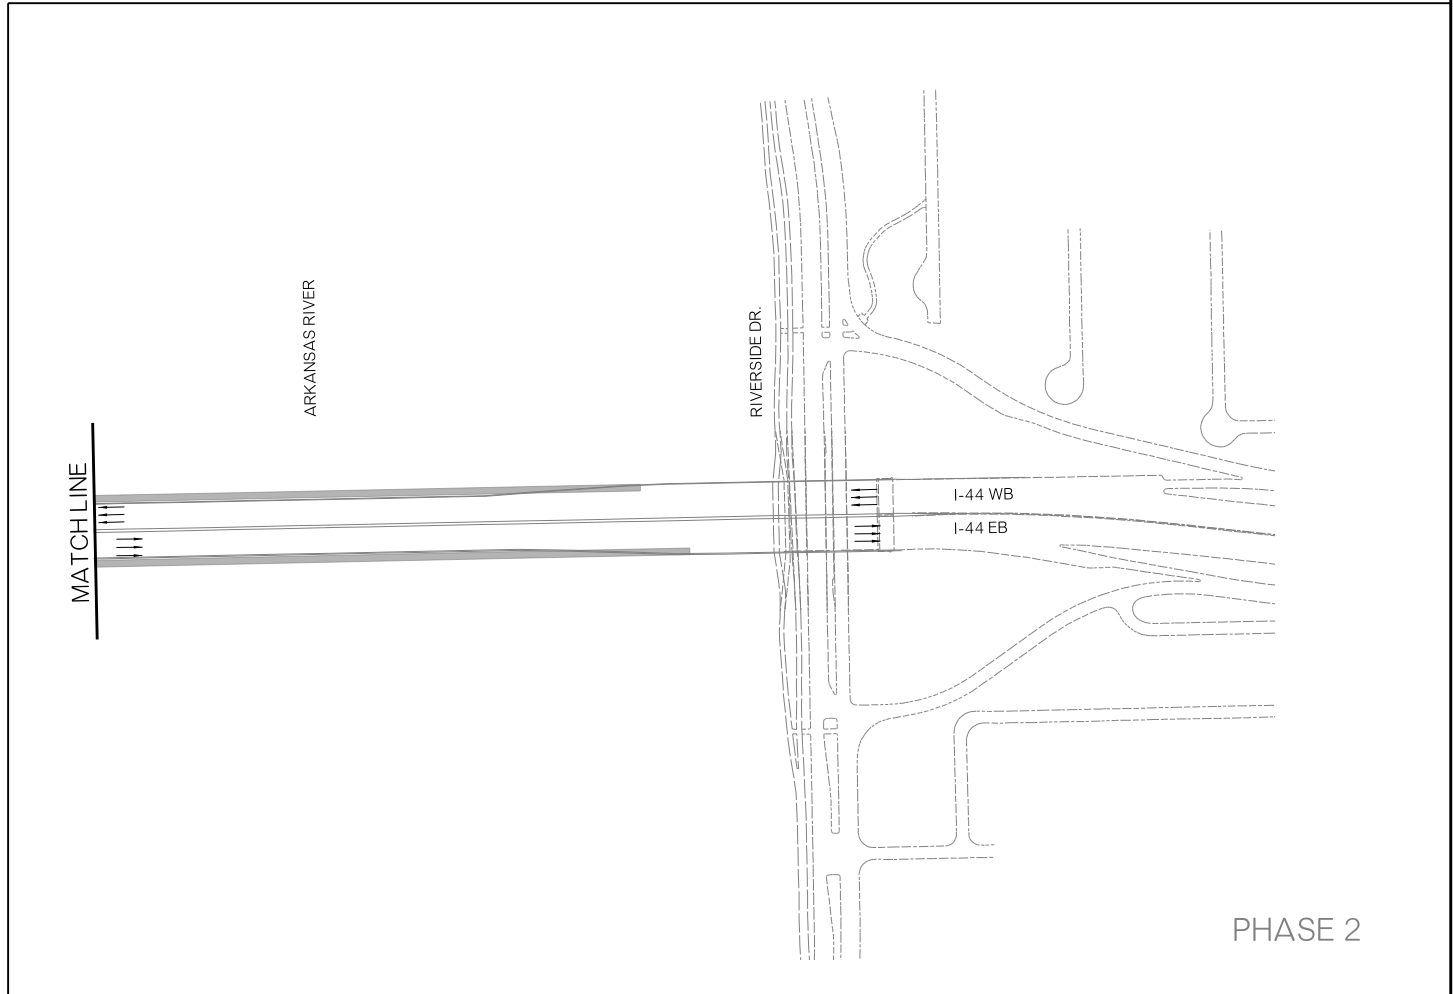 ARKANSAS RIVER
RIVERSIDE DR.
MATCH LINE
I-44 WB
I-44 EB
PHASE 2